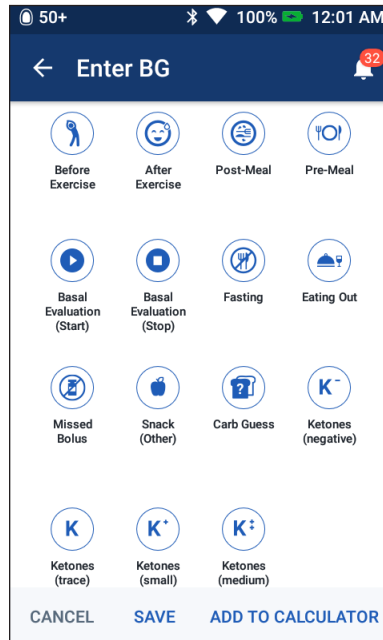 50+ 100% 12:01 AM
Enter BG 32
Before Exercise After Exercise Post-Meal Pre-Meal
Basal Evaluation (Start) Basal Evaluation (Stop) Fasting Eating Out
?
K-
Missed Bolus Snack (Other) Carb Guess Ketones (negative)
K K+ K‡
Ketones (trace) Ketones (small) Ketones (medium)
CANCEL SAVE ADD TO CALCULATOR